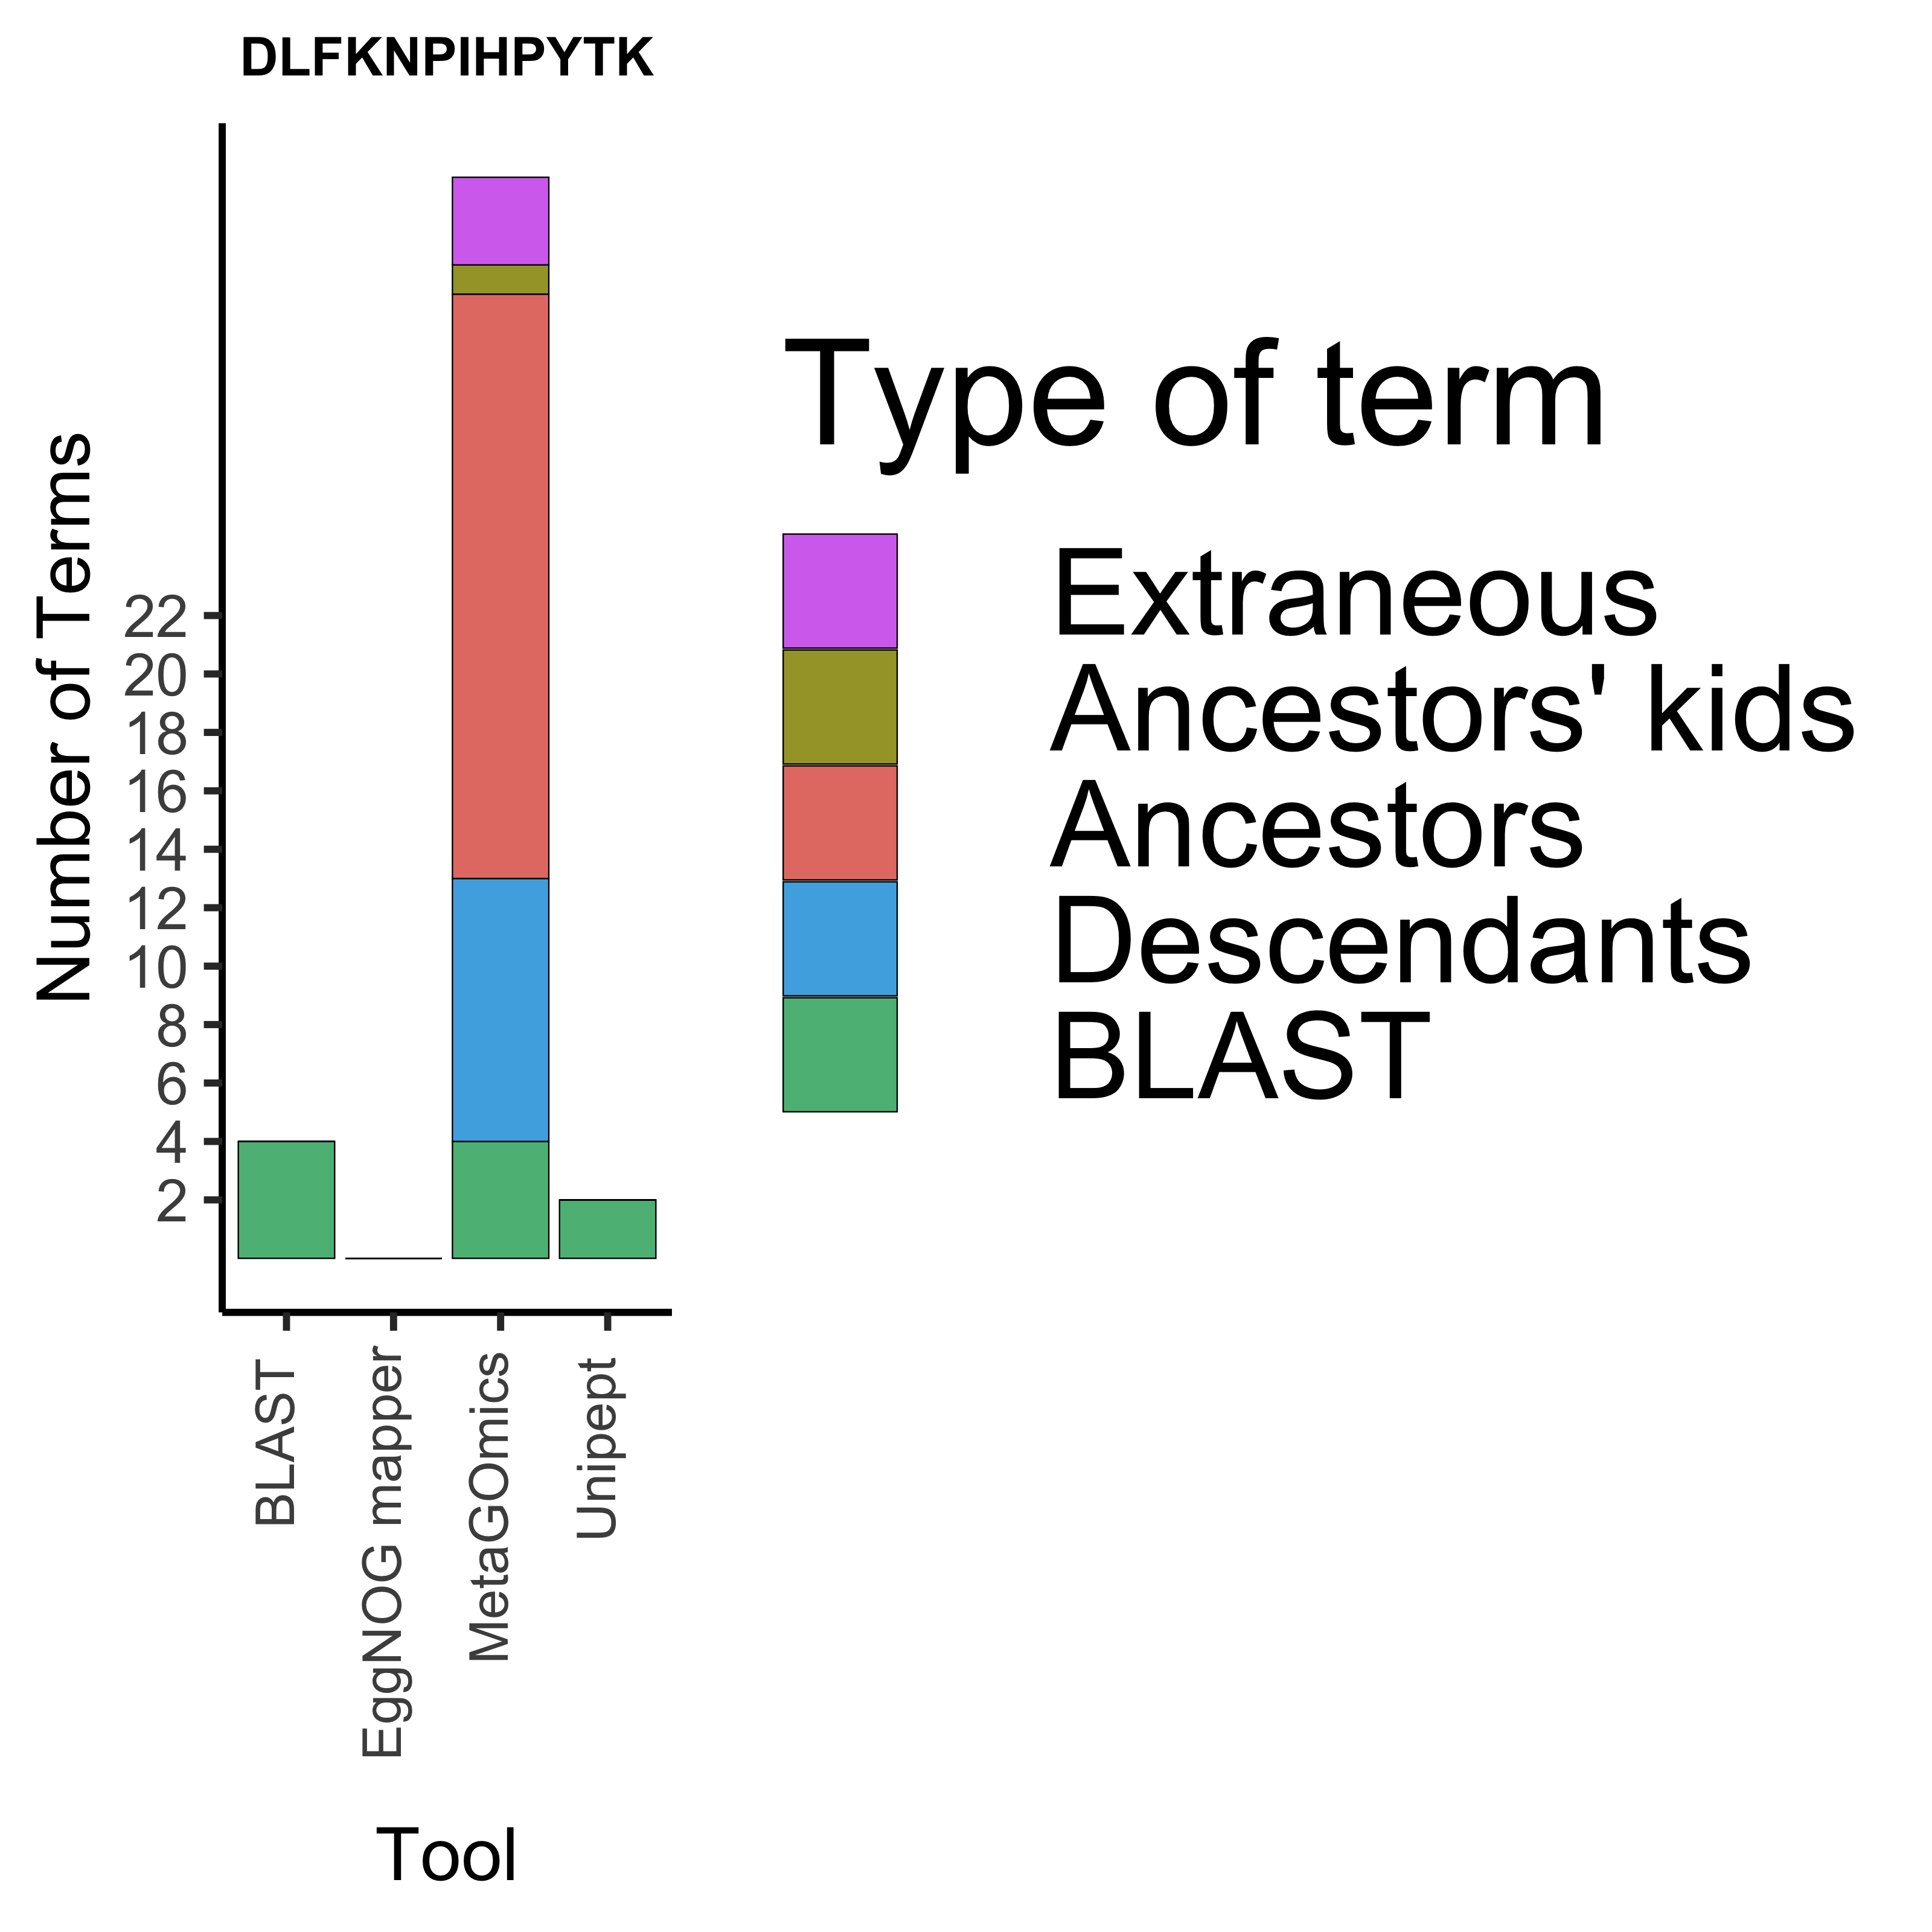 DLFKNPIHPYTK
Number of Terms
22
20
18
16
14
12
10
8
6
4
2
BLAST
EggNOG mapper
MetaGOmics
Unipept
Tool
Type of term
Extraneous
Ancestors' kids
Ancestors
Descendants
BLAST